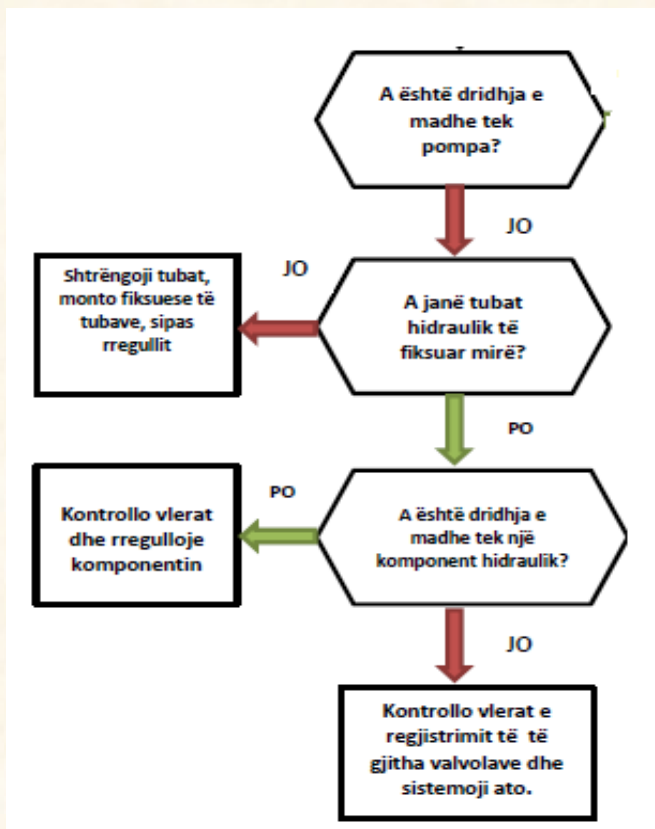 A është dridhja e
madhe tek
pompa?
JO
Shtrëngoji tubat,
monto fiksuese të
tubave, sipas
rregullit
JO
A janë tubat
hidraulik të
fiksuar mirë?
PO
Kontrollo vlerat
dhe rregulloje
komponentin
PO
A është dridhja e
madhe tek një
komponent hidraulik?
JO
Kontrollo vlerat e
regjistrimit të të
gjitha valvolave dhe
sistemoji ato.